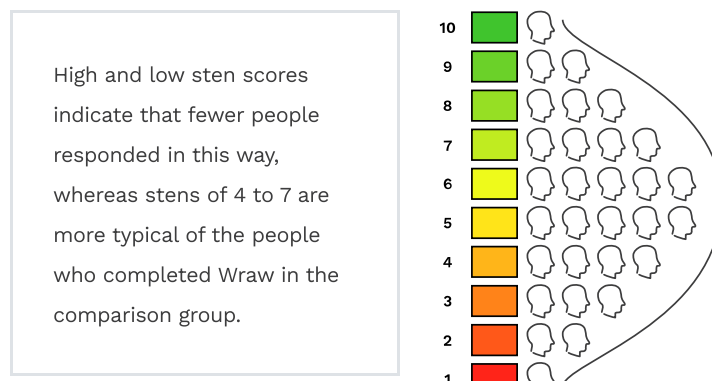 High and low sten scores
indicate that fewer people
responded in this way,
whereas stens of 4 to 7 are
more typical of the people
who completed Wraw in the
comparison group.
10
9
8
7
6
5
4
3
2
1